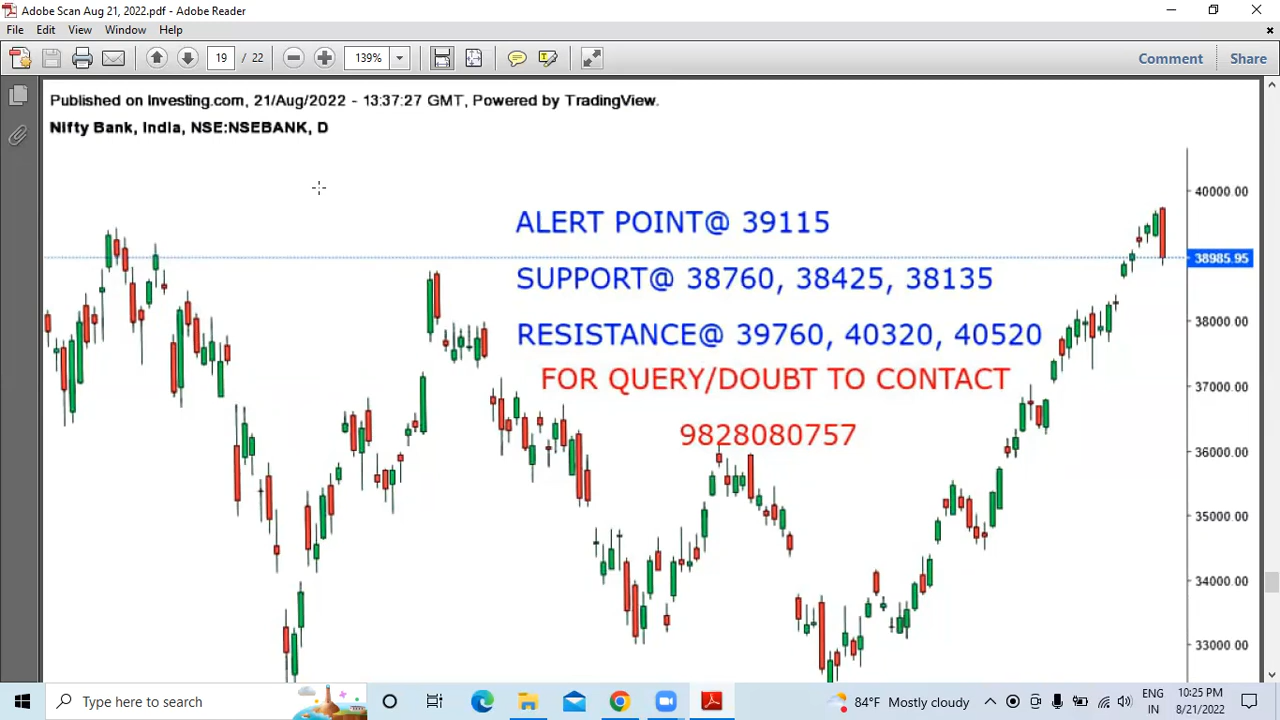 Adobe Scan Aug 21, 2022.pdf - Adobe Reader
File Edit View Window Help
19 / 22 139% Comment Share
Published on Investing.com, 21/Aug/2022 - 13:37:27 GMT, Powered by TradingView.
Nifty Bank, India, NSE:NSEBANK, D
40000.00
ALERT POINT@ 39115
38985.95
SUPPORT@ 38760, 38425, 38135
38000.00
RESISTANCE@ 39760, 40320, 40520
FOR QUERY/DOUBT TO CONTACT
37000.00
9828080757
36000.00
35000.00
34000.00
33000.00
Type here to search
84°F Mostly cloudy
ENG
IN
10:25 PM
8/21/2022